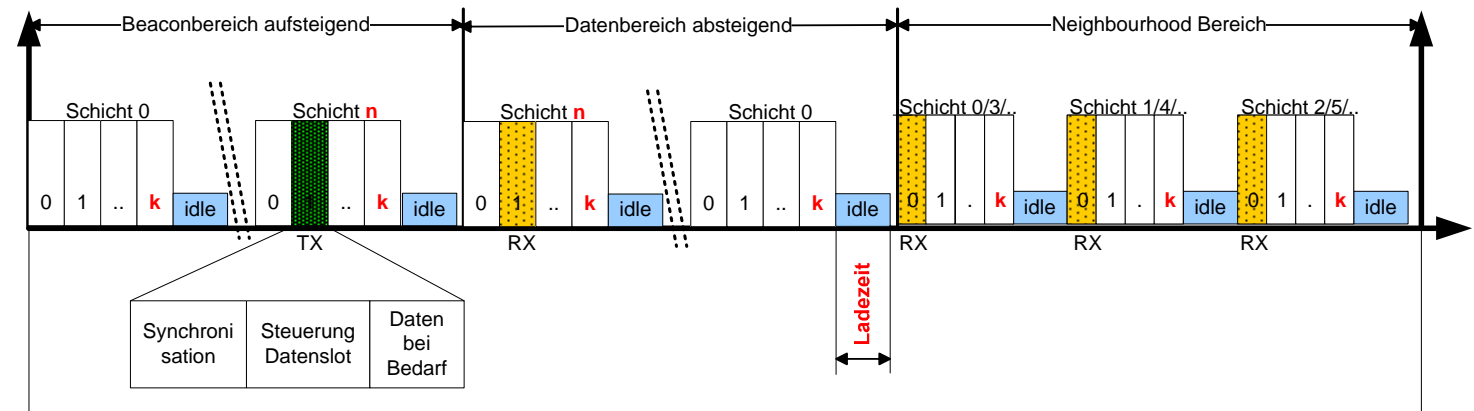 Beaconbereich aufsteigend
Datenbereich absteigend
Neighbourhood Bereich
Schicht 0
Schicht n
Schicht n
Schicht 0
Schicht 0/3/..
Schicht 1/4/..
Schicht 2/5/..
0 1 .. k idle
0 1 .. k idle
0 1 .. k idle
0 1 .. k idle
0 1 . k idle
0 1 . k idle
0 1 . k idle
TX
RX
RX
RX
RX
Synchroni
sation
Steuerung
Datenslot
Daten
bei
Bedarf
Ladezeit